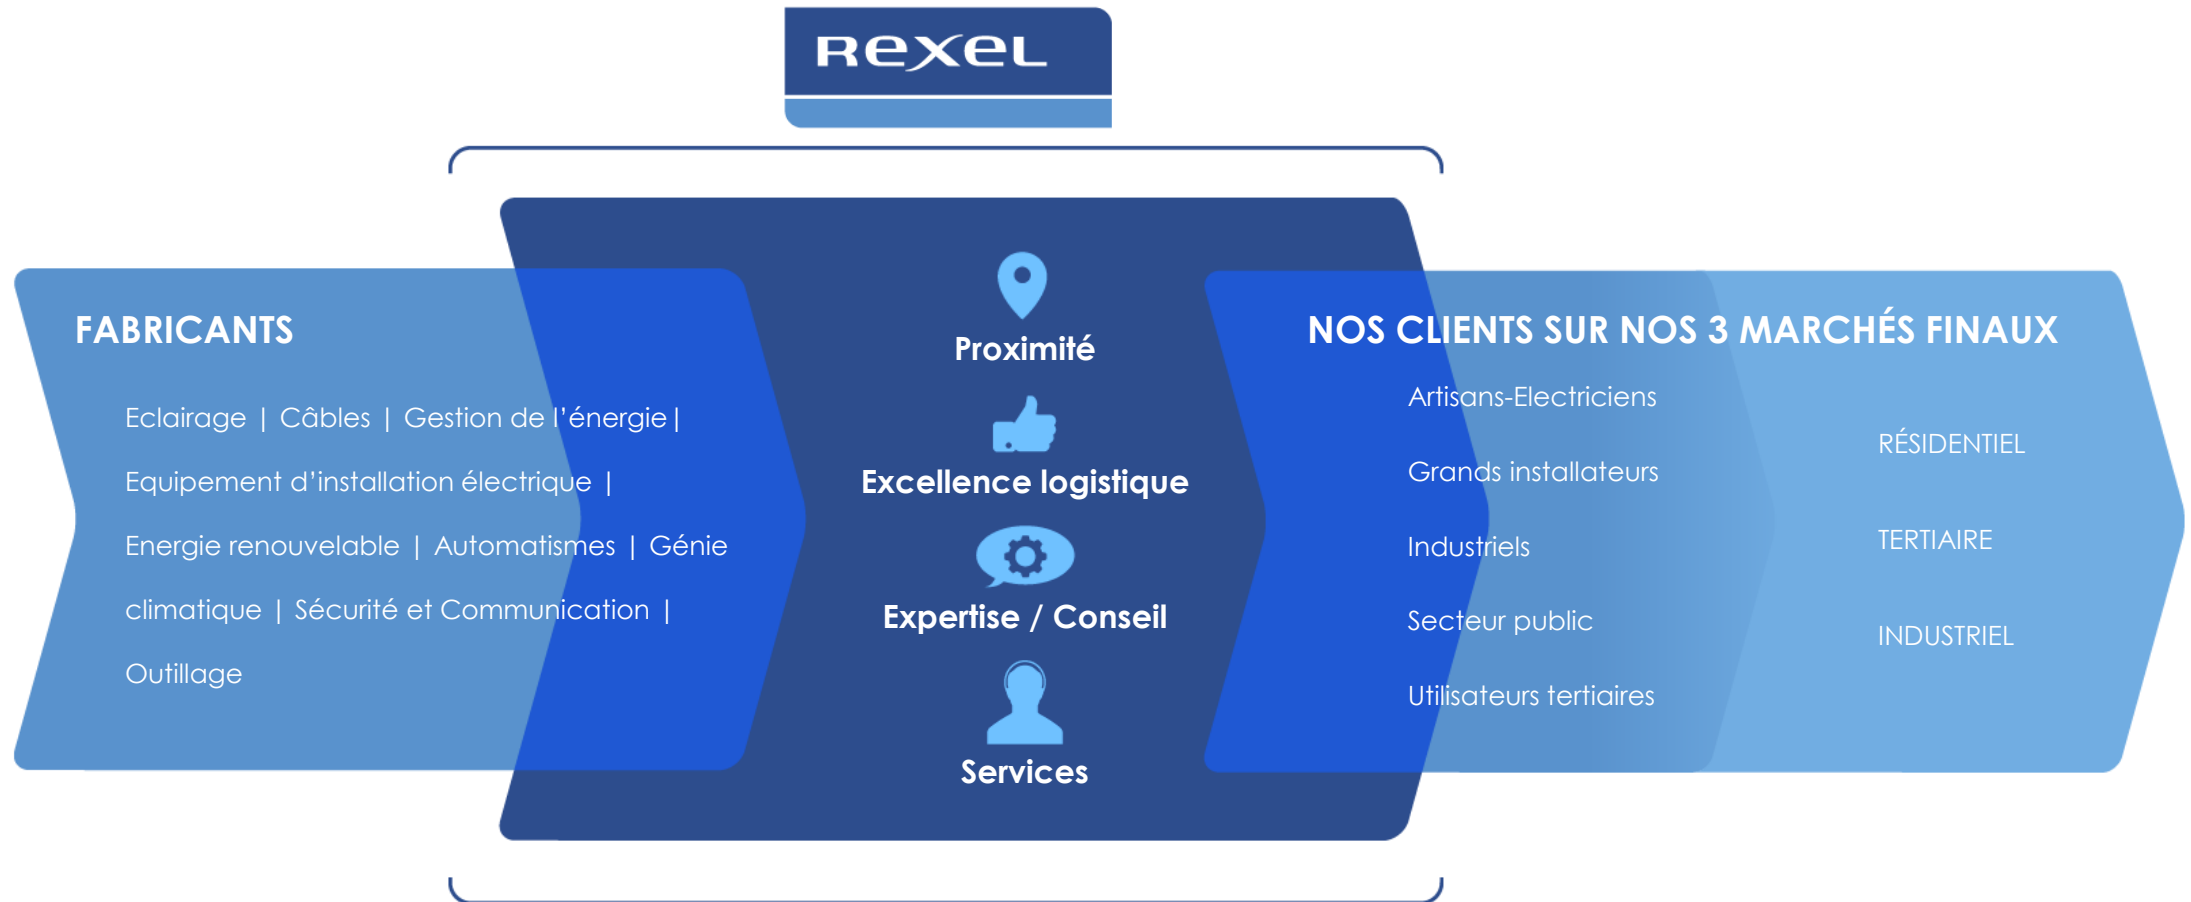 REXEL
FABRICANTS
Eclairage | Câbles | Gestion de l’énergie|
Equipement d’installation électrique |
Energie renouvelable | Automatismes | Génie
climatique | Sécurité et Communication |
Outillage
Proximité
Excellence logistique
Expertise / Conseil
Services
NOS CLIENTS SUR NOS 3 MARCHÉS FINAUX
Artisans-Electriciens
Grands installateurs
Industriels
Secteur public
Utilisateurs tertiaires
RÉSIDENTIEL
TERTIAIRE
INDUSTRIEL